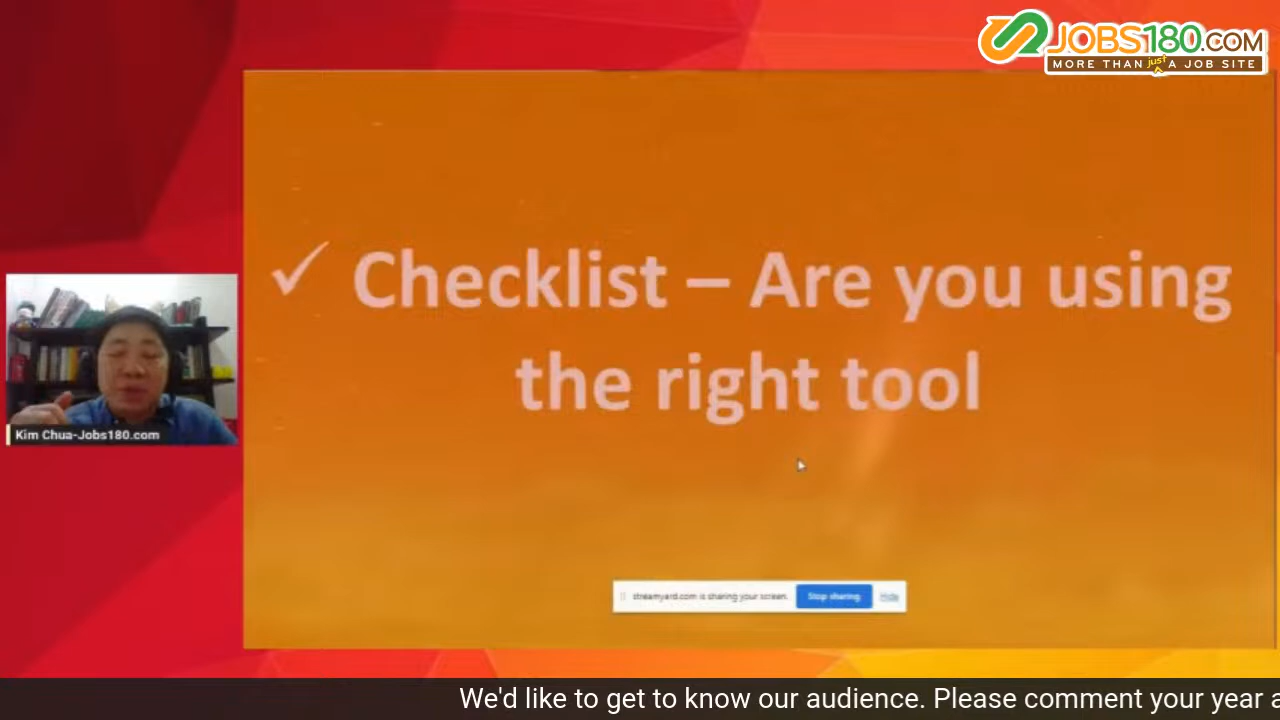 JOBS180.COM
MORE THAN just A JOB SITE
✓ Checklist – Are you using
the right tool
Kim Chua-Jobs180.com
streamyard.com is sharing your screen.
Stop sharing
Hide
We'd like to get to know our audience. Please comment your year a